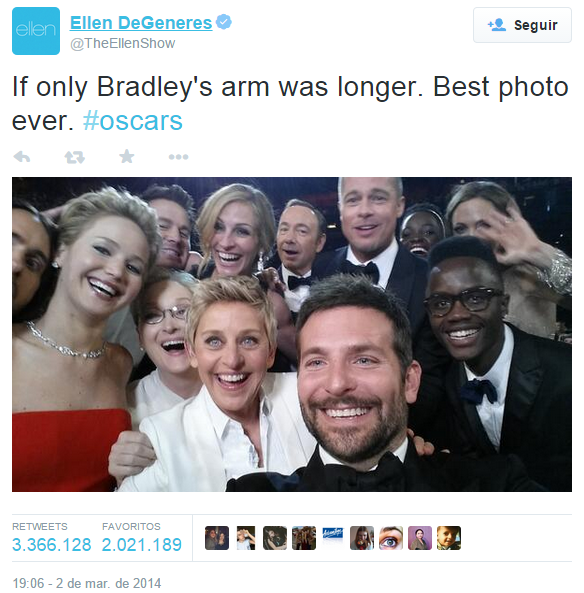 ellen
Ellen DeGeneres
@TheEllenShow
Seguir
If only Bradley's arm was longer. Best photo
ever. #oscars
RETWEETS FAVORITOS
3.366.128 2.021.189
19:06 - 2 de mar. de 2014